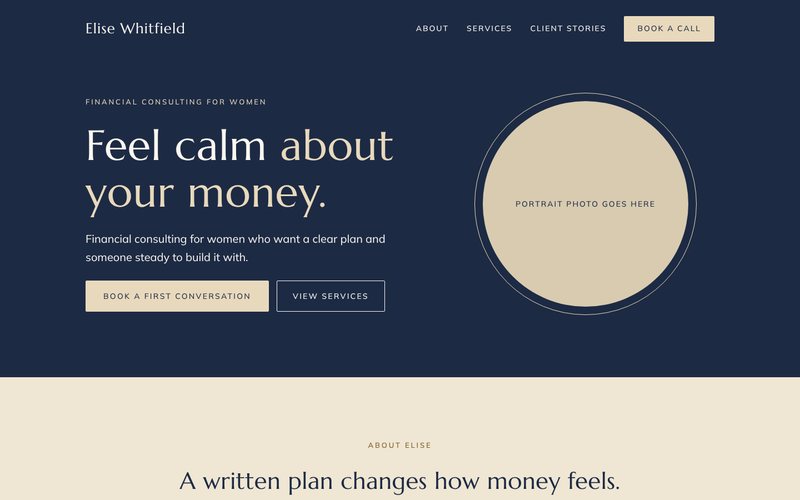 Elise Whitfield
ABOUT
SERVICES
CLIENT STORIES
BOOK A CALL
FINANCIAL CONSULTING FOR WOMEN
Feel calm about
your money.
Financial consulting for women who want a clear plan and
someone steady to build it with.
BOOK A FIRST CONVERSATION
VIEW SERVICES
PORTRAIT PHOTO GOES HERE
ABOUT ELISE
A written plan changes how money feels.